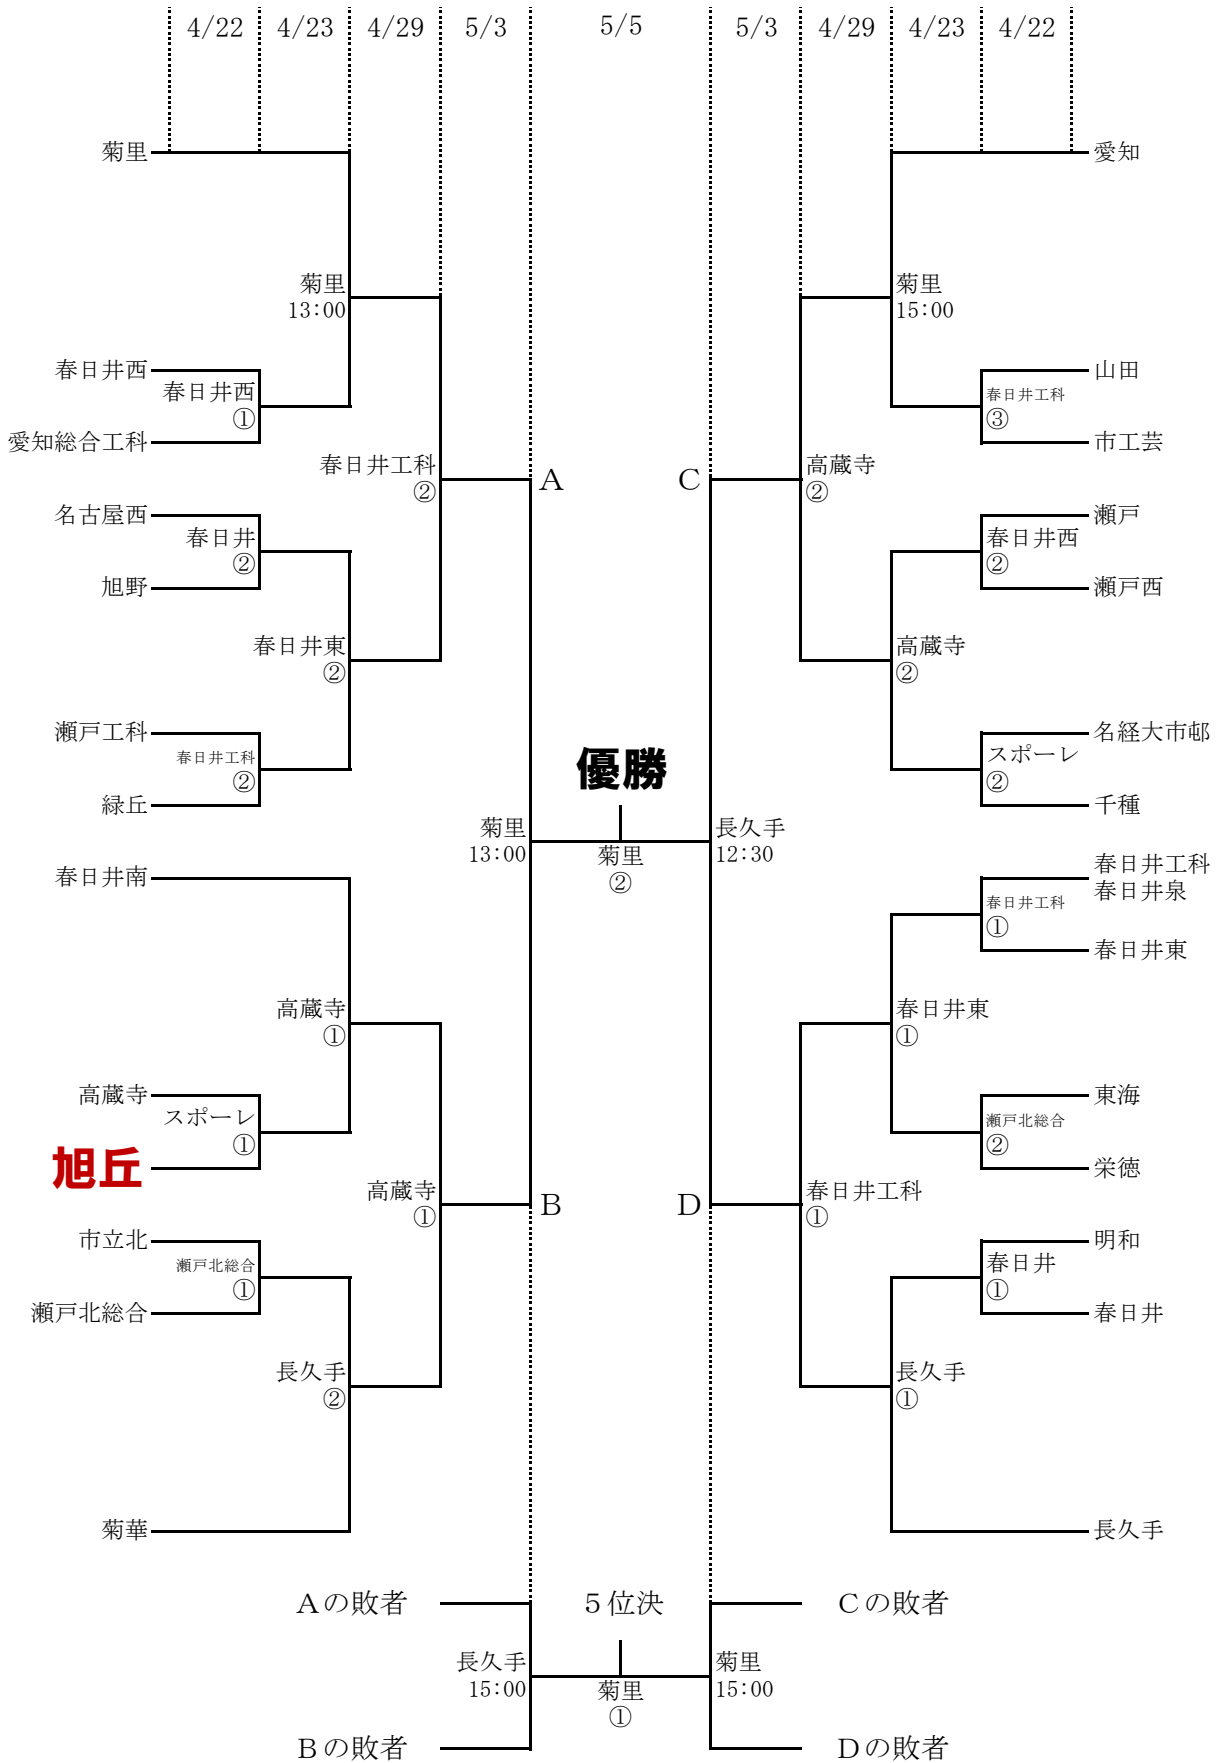 4/22 4/23 4/29 5/3 5/5 5/3 4/29 4/23 4/22
菊里
愛知
菊里
13:00
菊里
15:00
春日井西
山田
春日井西
①
春日井工科
③
愛知総合工科
市工芸
春日井工科
②
A
C
高蔵寺
②
名古屋西
瀬戸
春日井
②
春日井西
②
旭野
瀬戸西
春日井東
②
高蔵寺
②
瀬戸工科
名経大市邨
春日井工科
②
スポーレ
②
緑丘
千種
優勝
菊里
13:00
菊里
②
長久手
12:30
春日井南
春日井工科
春日井泉
春日井工科
①
春日井東
高蔵寺
①
春日井東
①
高蔵寺
東海
スポーレ
①
瀬戸北総合
②
旭丘
栄徳
高蔵寺
①
B
D
春日井工科
①
市立北
明和
瀬戸北総合
①
春日井
①
瀬戸北総合
春日井
長久手
②
長久手
①
菊華
長久手
Aの敗者
5位決
Cの敗者
長久手
15:00
菊里
①
菊里
15:00
Bの敗者
Dの敗者